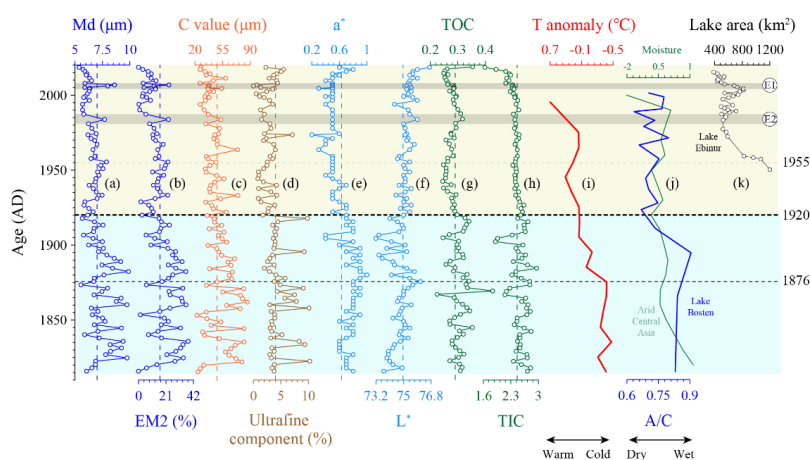 Md (μm) C value (μm) a* TOC T anomaly (°C) Lake area (km²)
5 7.5 10 20 55 90 0.2 0.6 1 0.2 0.3 0.4 0.7 -0.1 -0.5 Moisture 400 800 1200
-2 0 1
2000 E1
E2
Lake
Ebinur
1950 1955
(a) (b) (c) (d) (e) (f) (g) (h) (i) (j) (k)
Age (AD)
1920
1900
1876
1850
Arid
Central
Asia
Lake
Bosten
0 21 42 0 5 10 73.2 75 76.8 1.6 2.3 3 0.6 0.75 0.9
EM2 (%) Ultrafine
component (%) L* TIC A/C
Warm Cold Dry Wet